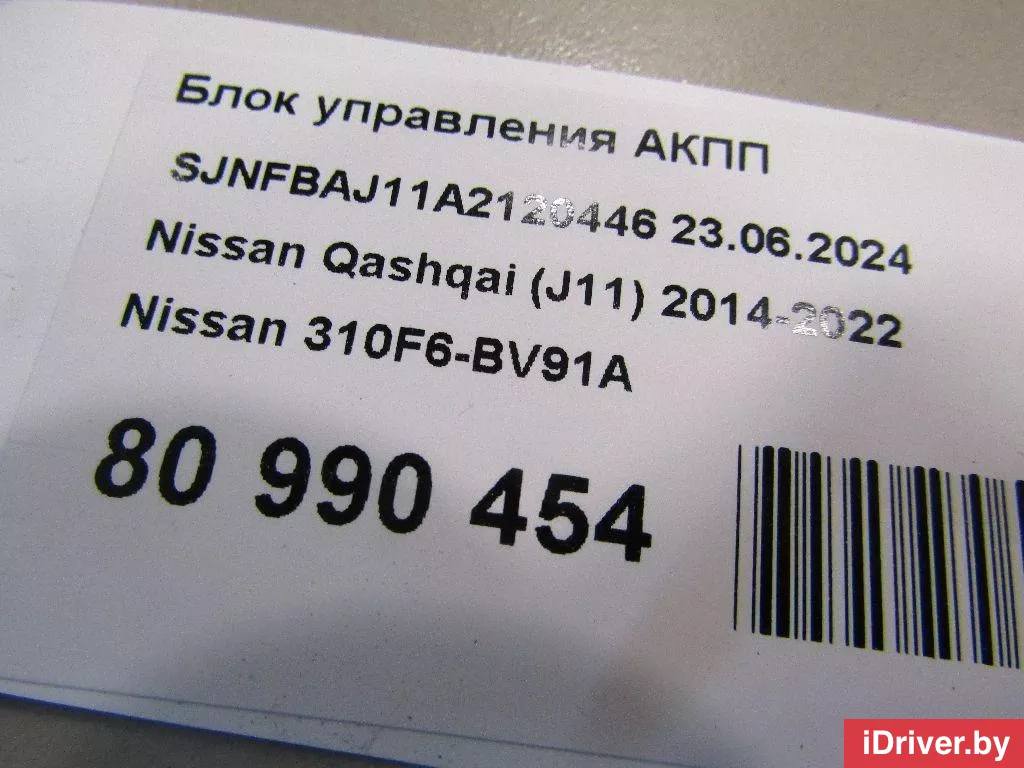 Блок управления АКПП
SJNFBAJ11A2120446 23.06.2024
Nissan Qashqai (J11) 2014-2022
Nissan 310F6-BV91A
80 990 454
iDriver.by